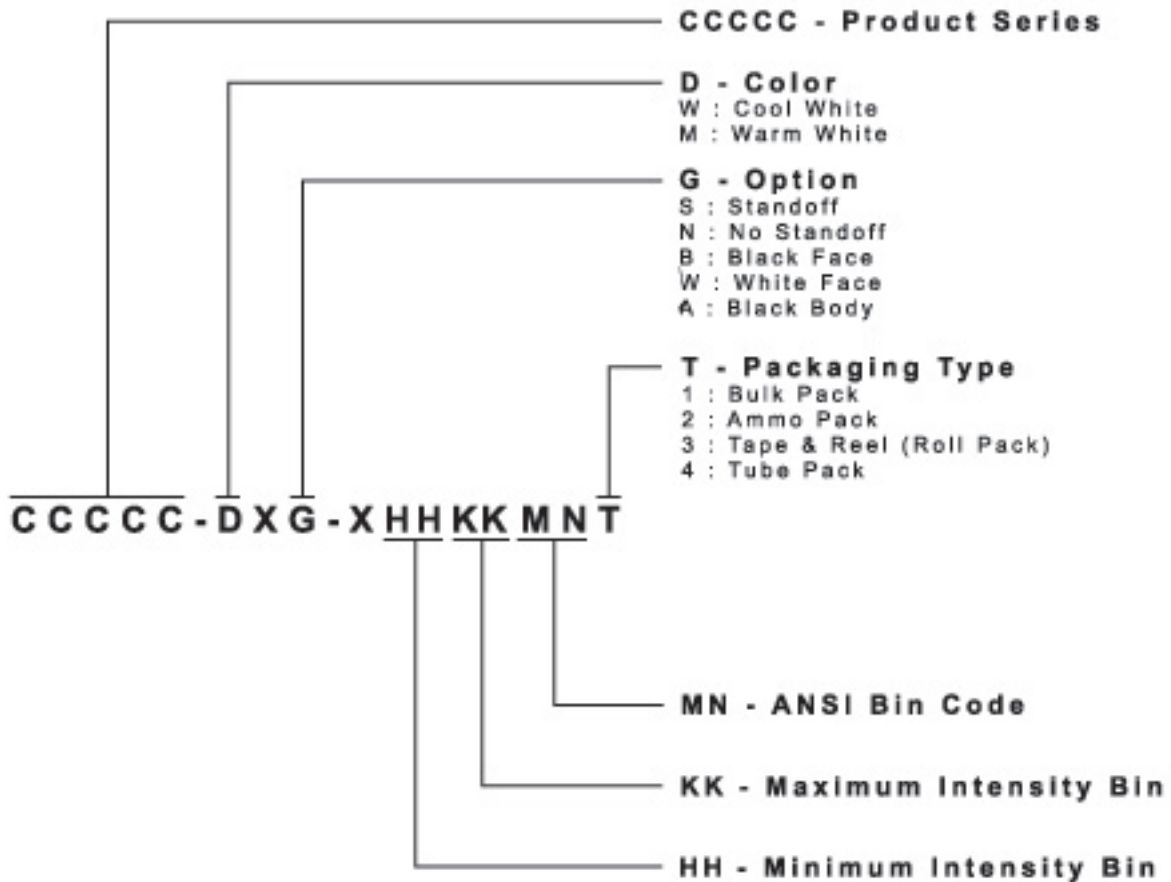 CCCCC - Product Series
D - Color
W : Cool White
M : Warm White
G - Option
S : Standoff
N : No Standoff
B : Black Face
W : White Face
A : Black Body
T - Packaging Type
1 : Bulk Pack
2 : Ammo Pack
3 : Tape & Reel (Roll Pack)
4 : Tube Pack
CCCCC-DXG-XHHKKMNT
MN - ANSI Bin Code
KK - Maximum Intensity Bin
HH - Minimum Intensity Bin